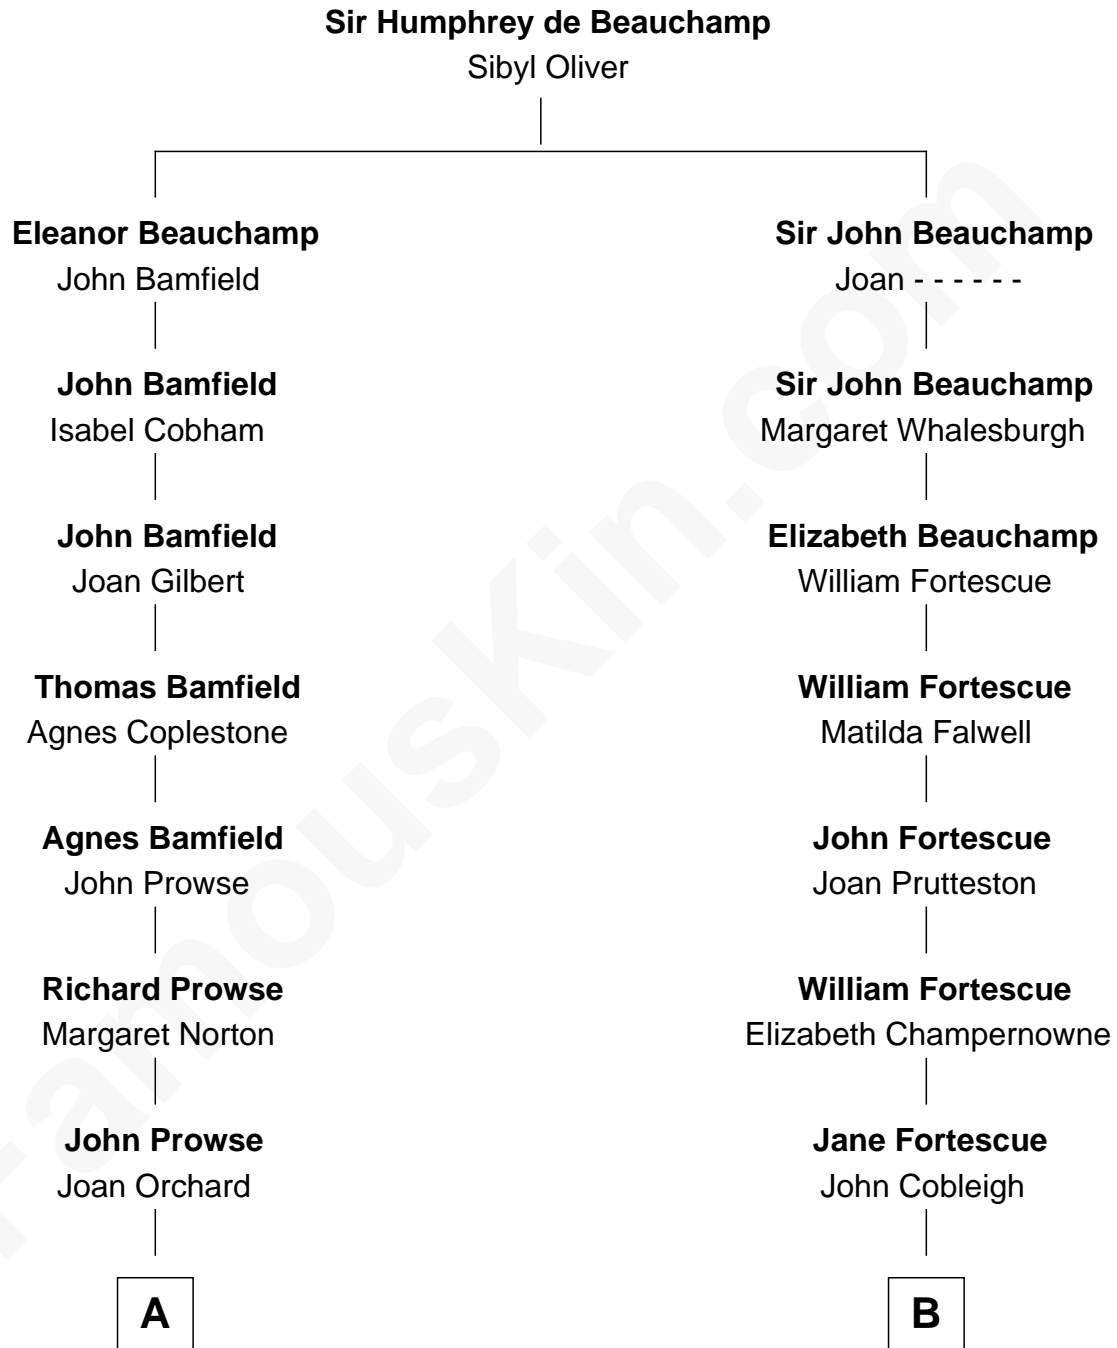 Sir Humphrey de Beauchamp
Sibyl Oliver
Eleanor Beauchamp
John Bamfield
John Bamfield
Isabel Cobham
John Bamfield
Joan Gilbert
Thomas Bamfield
Agnes Coplestone
Agnes Bamfield
John Prowse
Richard Prowse
Margaret Norton
John Prowse
Joan Orchard
A
Sir John Beauchamp
Joan - - - - - -
Sir John Beauchamp
Margaret Whalesburgh
Elizabeth Beauchamp
William Fortescue
William Fortescue
Matilda Falwell
John Fortescue
Joan Prutteston
William Fortescue
Elizabeth Champernowne
Jane Fortescue
John Cobleigh
B
FamousKin.com